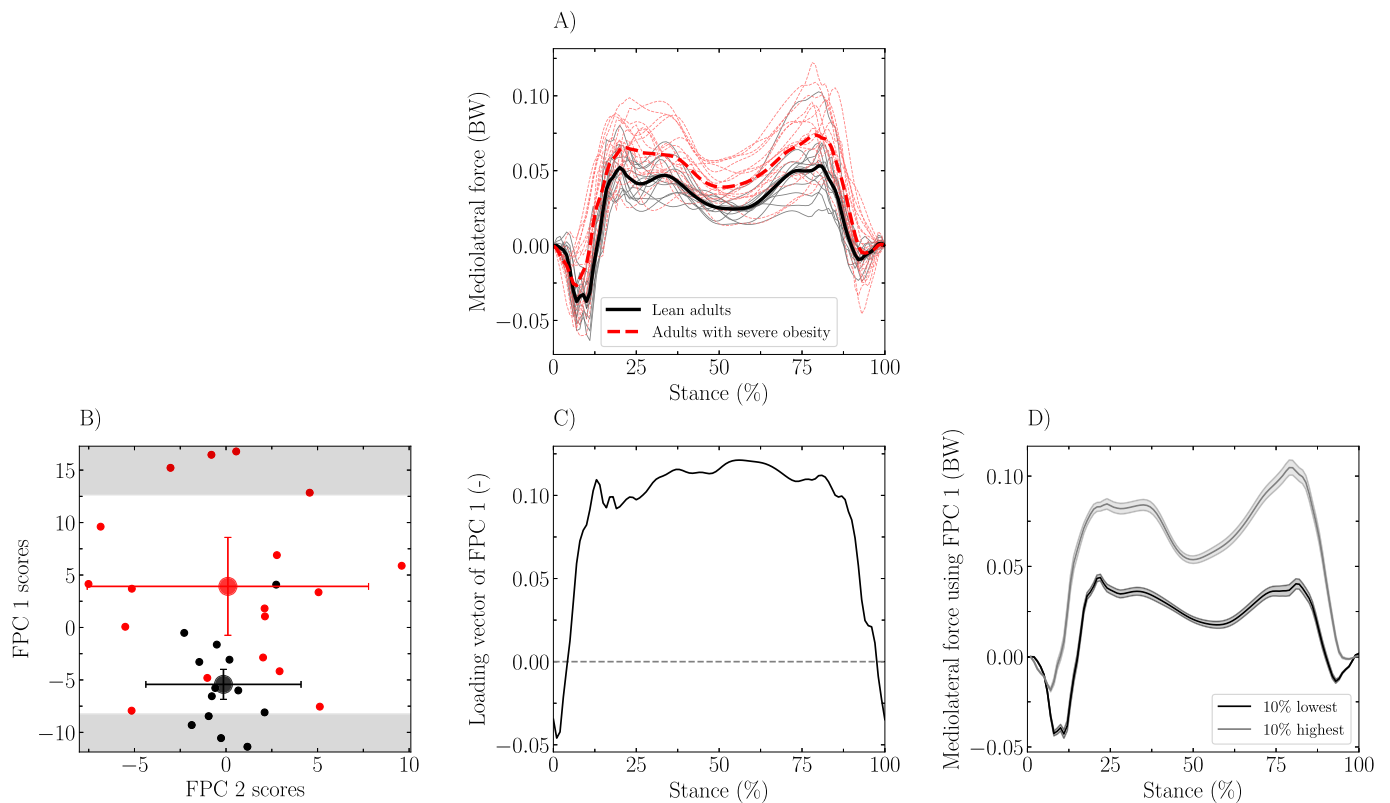 A)
Mediolateral force (BW)
0.10
0.05
0.00
−0.05
Lean adults
Adults with severe obesity
0 25 50 75 100
Stance (%)
B)
FPC 1 scores
15
10
5
0
−5
−10
−5 0 5 10
FPC 2 scores
C)
Loading vector of FPC 1 (-)
0.10
0.05
0.00
−0.05
0 25 50 75 100
Stance (%)
D)
Mediolateral force using FPC 1 (BW)
0.10
0.05
0.00
−0.05
10% lowest
10% highest
0 25 50 75 100
Stance (%)